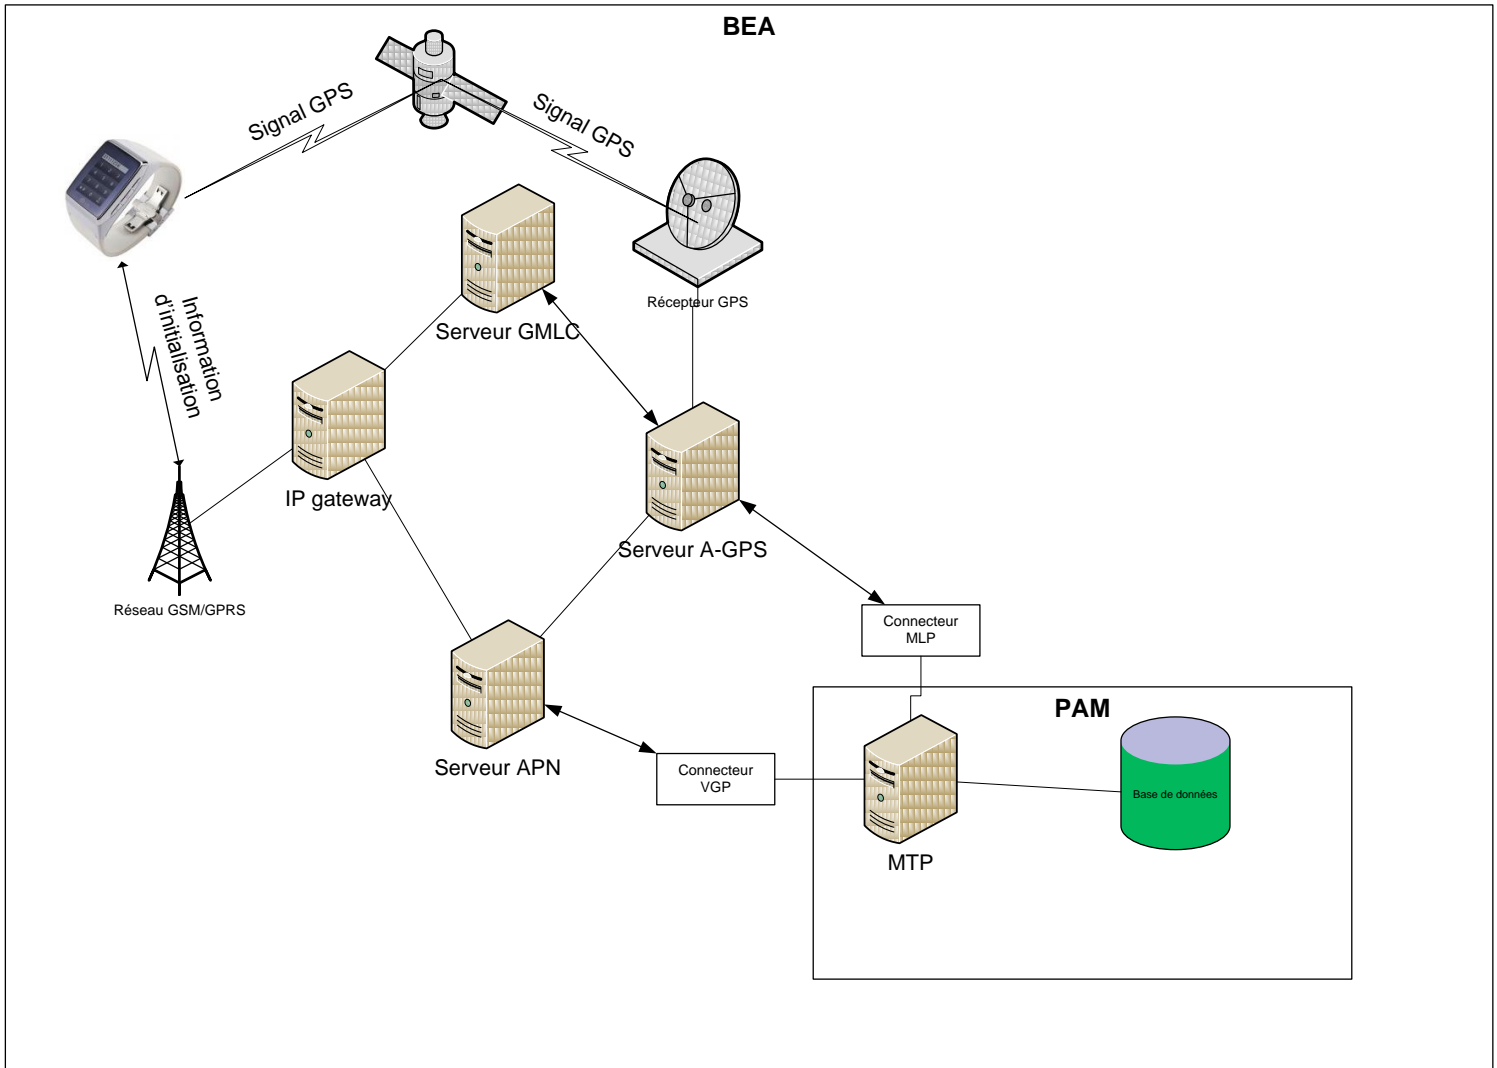 BEA
Signal GPS
Signal GPS
Récepteur GPS
Serveur GMLC
Information
d'initialisation
IP gateway
Serveur A-GPS
Réseau GSM/GPRS
Connecteur
MLP
PAM
Serveur APN
Connecteur
VGP
Base de données
MTP